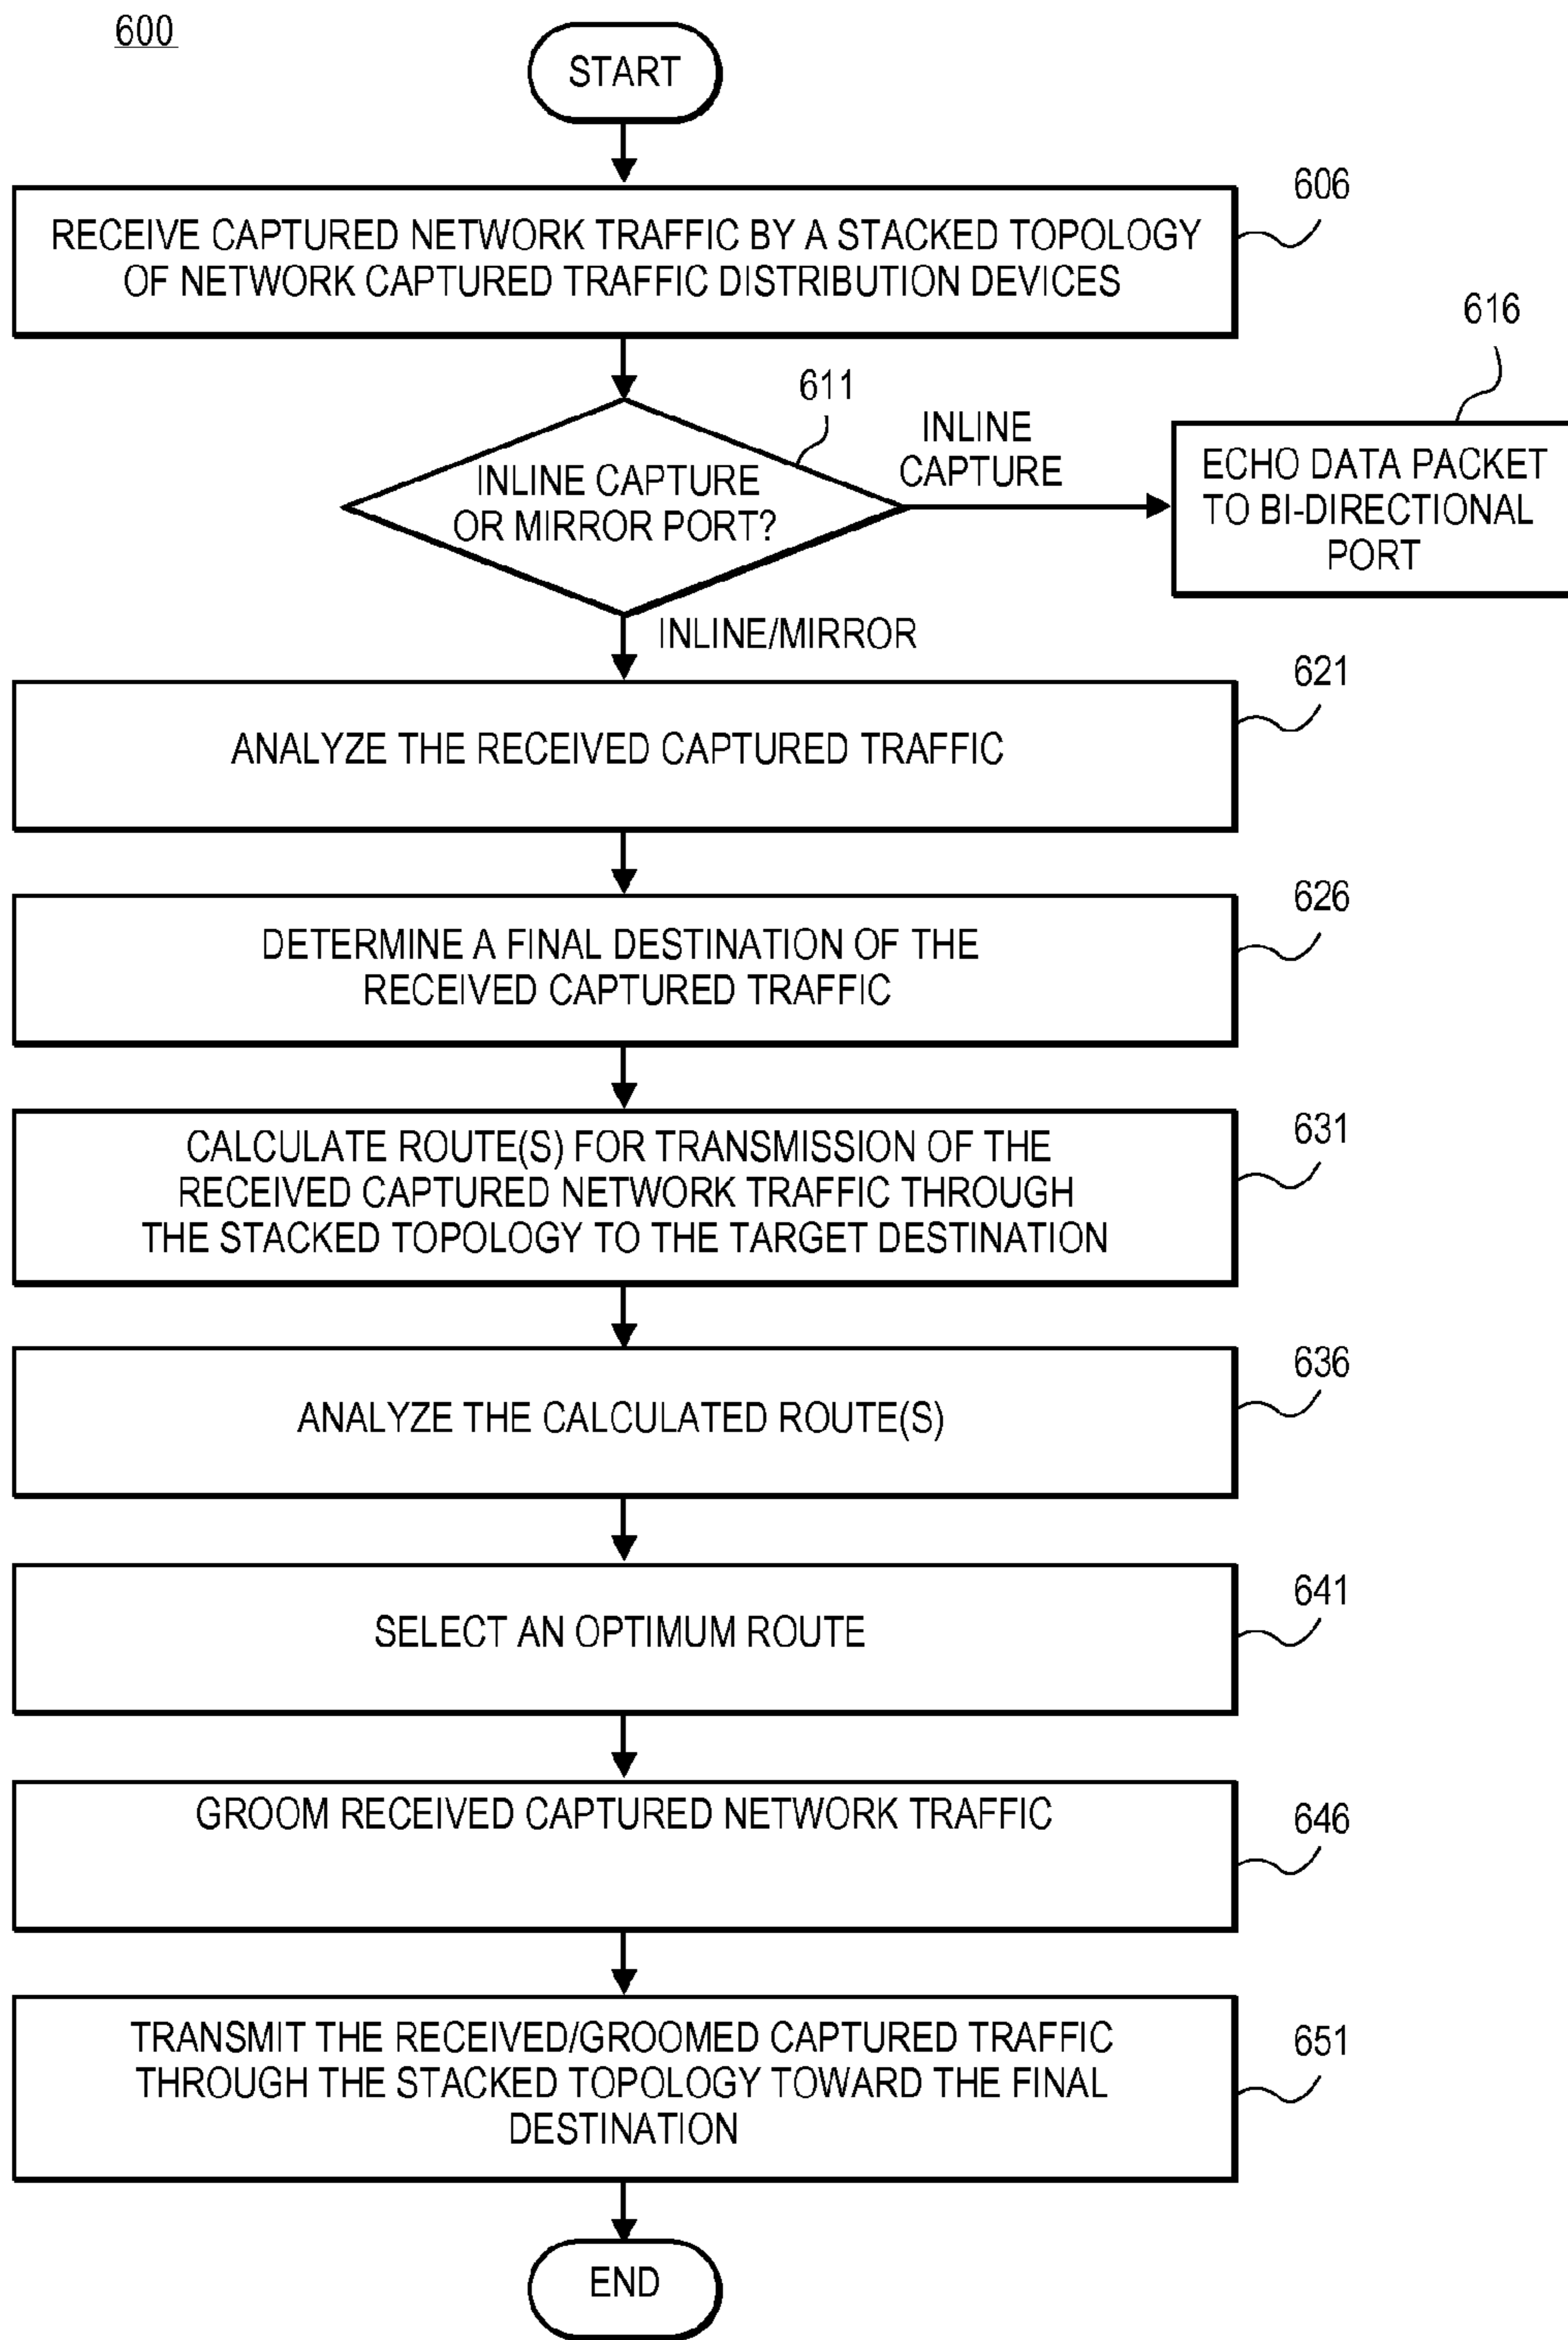 600
START
RECEIVE CAPTURED NETWORK TRAFFIC BY A STACKED TOPOLOGY
OF NETWORK CAPTURED TRAFFIC DISTRIBUTION DEVICES
606
616
611
INLINE
CAPTURE
INLINE CAPTURE
OR MIRROR PORT?
ECHO DATA PACKET
TO BI-DIRECTIONAL
PORT
INLINE/MIRROR
621
ANALYZE THE RECEIVED CAPTURED TRAFFIC
626
DETERMINE A FINAL DESTINATION OF THE
RECEIVED CAPTURED TRAFFIC
631
CALCULATE ROUTE(S) FOR TRANSMISSION OF THE
RECEIVED CAPTURED NETWORK TRAFFIC THROUGH
THE STACKED TOPOLOGY TO THE TARGET DESTINATION
636
ANALYZE THE CALCULATED ROUTE(S)
641
SELECT AN OPTIMUM ROUTE
646
GROOM RECEIVED CAPTURED NETWORK TRAFFIC
651
TRANSMIT THE RECEIVED/GROOMED CAPTURED TRAFFIC
THROUGH THE STACKED TOPOLOGY TOWARD THE FINAL
DESTINATION
END